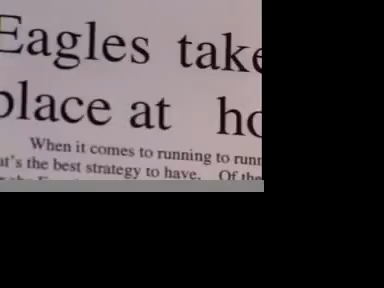 Eagles take
place at ho
When it comes to running to runn
at's the best strategy to have. Of the